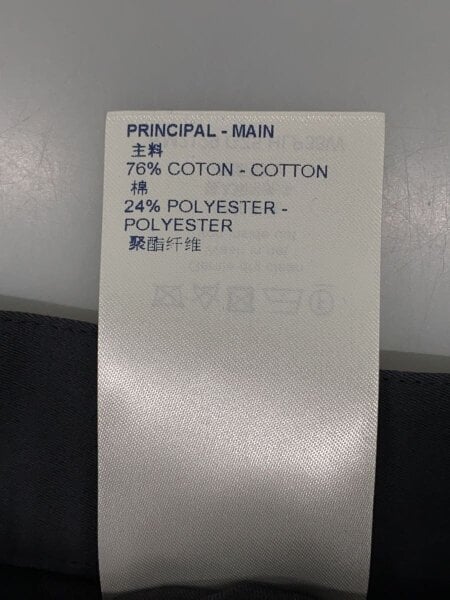 PRINCIPAL - MAIN
主料
76% COTON - COTTON
棉
24% POLYESTER -
POLYESTER
聚酯纤维